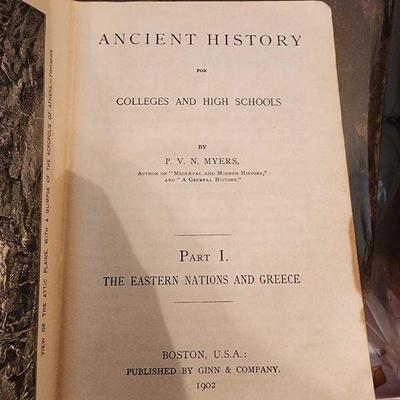 ANCIENT HISTORY
FOR
COLLEGES AND HIGH SCHOOLS
BY
P. V. N. MYERS,
AUTHOR OF "MEDIÆVAL AND MODERN HISTORY,"
AND "A GENERAL HISTORY."
PART I.
THE EASTERN NATIONS AND GREECE
BOSTON, U.S.A.:
PUBLISHED BY GINN & COMPANY.
1902
VIEW OF THE ATTIC PLAINS, WITH A GLIMPSE OF THE ACROPOLIS OF ATHENS.—Frontispiece.